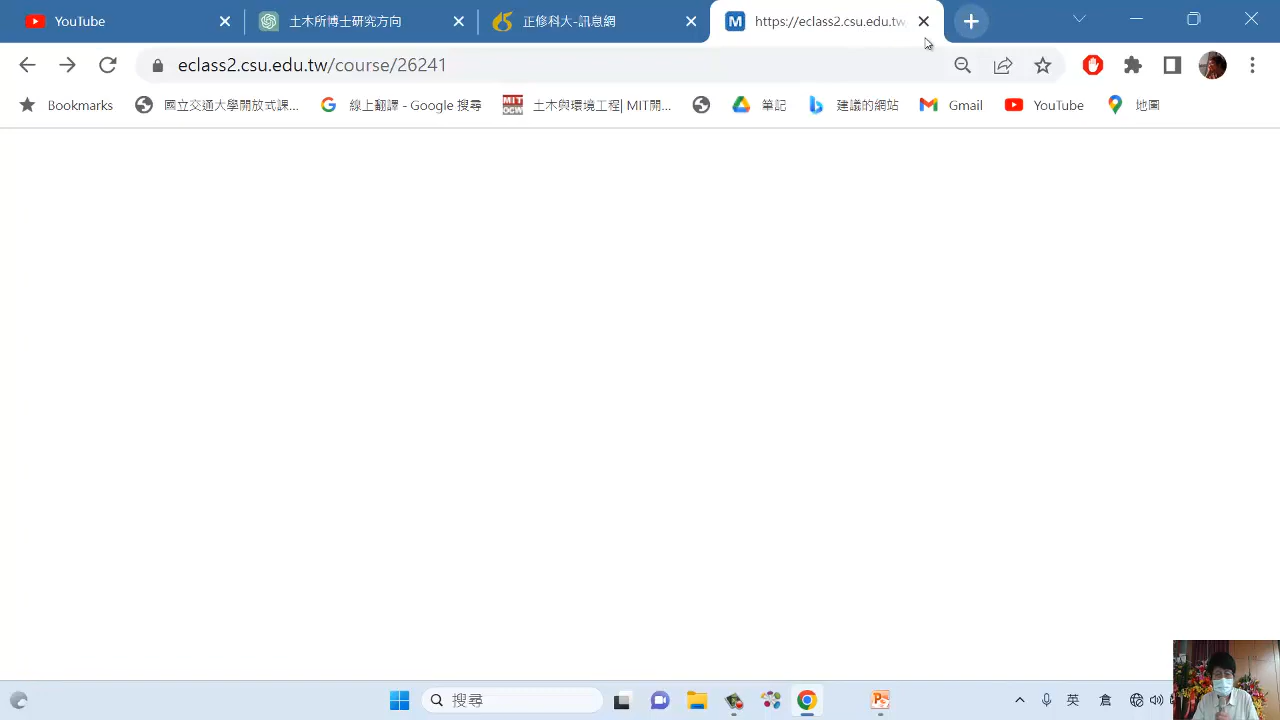 YouTube
土木所博士研究方向
正修科大-訊息網
M
https://eclass2.csu.edu.tw
eclass2.csu.edu.tw/course/26241
Bookmarks
國立交通大學開放式課...
線上翻譯 - Google 搜尋
MIT
OCW
土木與環境工程| MIT開...
筆記
建議的網站
Gmail
YouTube
地圖
搜尋
英
倉